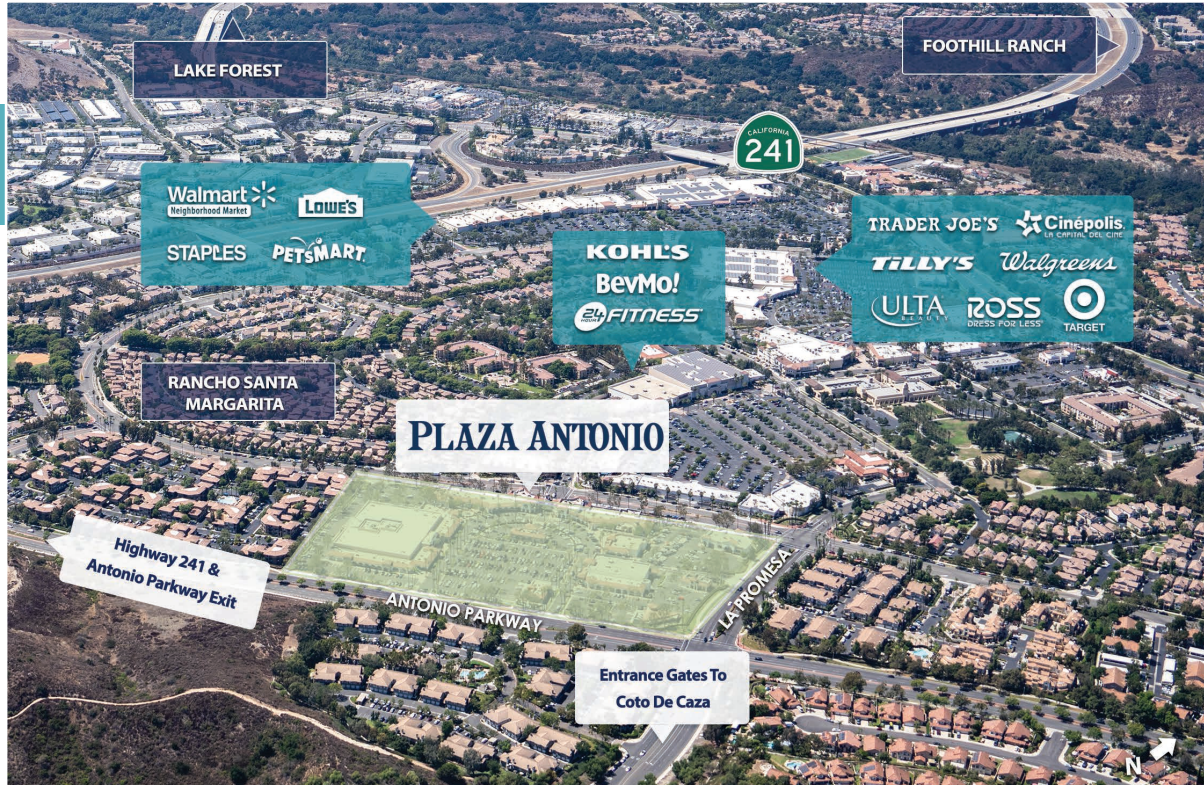 LAKE FOREST
FOOTHILL RANCH
CALIFORNIA
241
Walmart
Neighborhood Market
LOWE'S
STAPLES
PETSMART
KOHL'S
BevMo!
24 HOUR FITNESS
TRADER JOE'S
Cinépolis
LA CAPITAL DEL CINE
TILLY'S
Walgreens
ULTA
BEAUTY
ROSS
DRESS FOR LESS
TARGET
RANCHO SANTA
MARGARITA
PLAZA ANTONIO
Highway 241 &
Antonio Parkway Exit
ANTONIO PARKWAY
LA PROMESA
Entrance Gates To
Coto De Caza
N